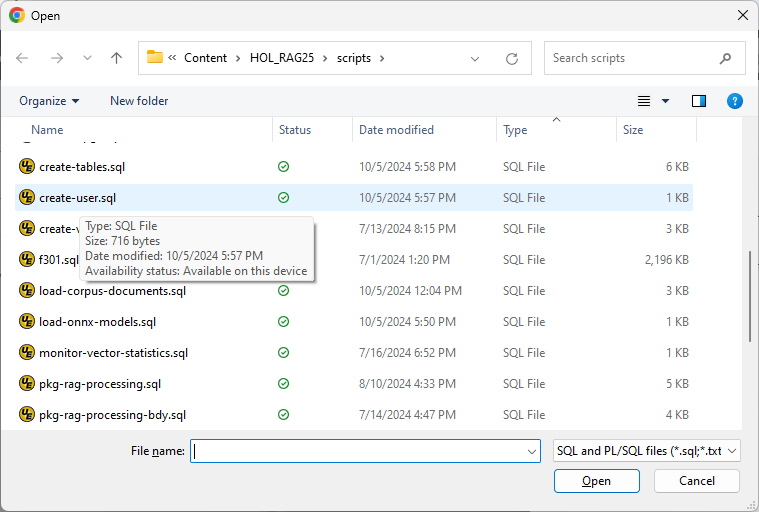 Open
Content HOL_RAG25 scripts
Search scripts
Organize New folder
Name Status Date modified Type Size
create-tables.sql 10/5/2024 5:58 PM SQL File 6 KB
create-user.sql 10/5/2024 5:57 PM SQL File 1 KB
create-v 7/13/2024 8:15 PM SQL File 3 KB
Type: SQL File
Size: 716 bytes
Date modified: 10/5/2024 5:57 PM
Availability status: Available on this device
f301.sql 7/1/2024 1:20 PM SQL File 2,196 KB
load-corpus-documents.sql 10/5/2024 12:04 PM SQL File 3 KB
load-onnx-models.sql 10/5/2024 5:50 PM SQL File 1 KB
monitor-vector-statistics.sql 7/16/2024 6:52 PM SQL File 1 KB
pkg-rag-processing.sql 8/10/2024 4:33 PM SQL File 5 KB
pkg-rag-processing-bdy.sql 7/14/2024 4:47 PM SQL File 4 KB
File name: SQL and PL/SQL files (*.sql;*.txt
Open Cancel